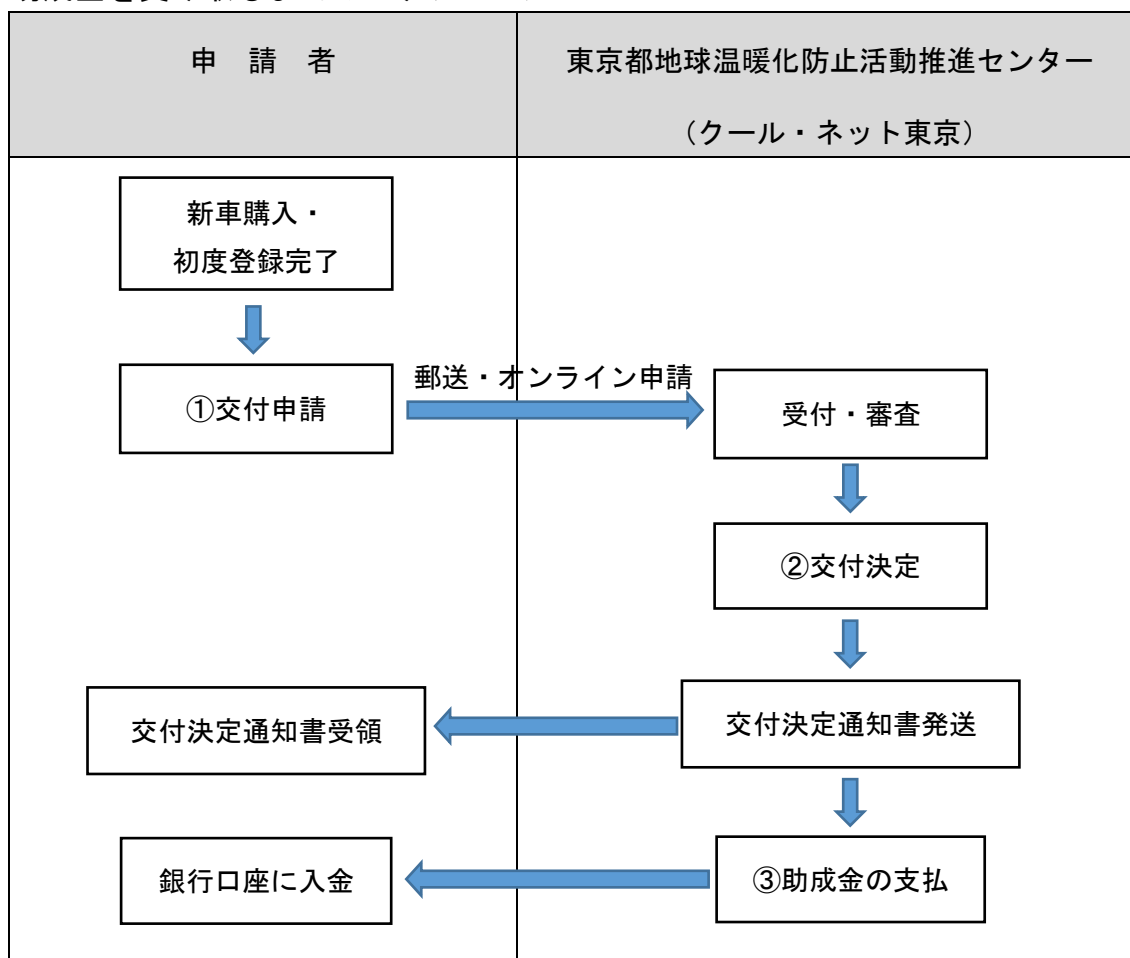 申 請 者
東京都地球温暖化防止活動推進センター
（クール・ネット東京）
新車購入・
初度登録完了
①交付申請
郵送・オンライン申請
受付・審査
②交付決定
交付決定通知書受領
交付決定通知書発送
銀行口座に入金
③助成金の支払